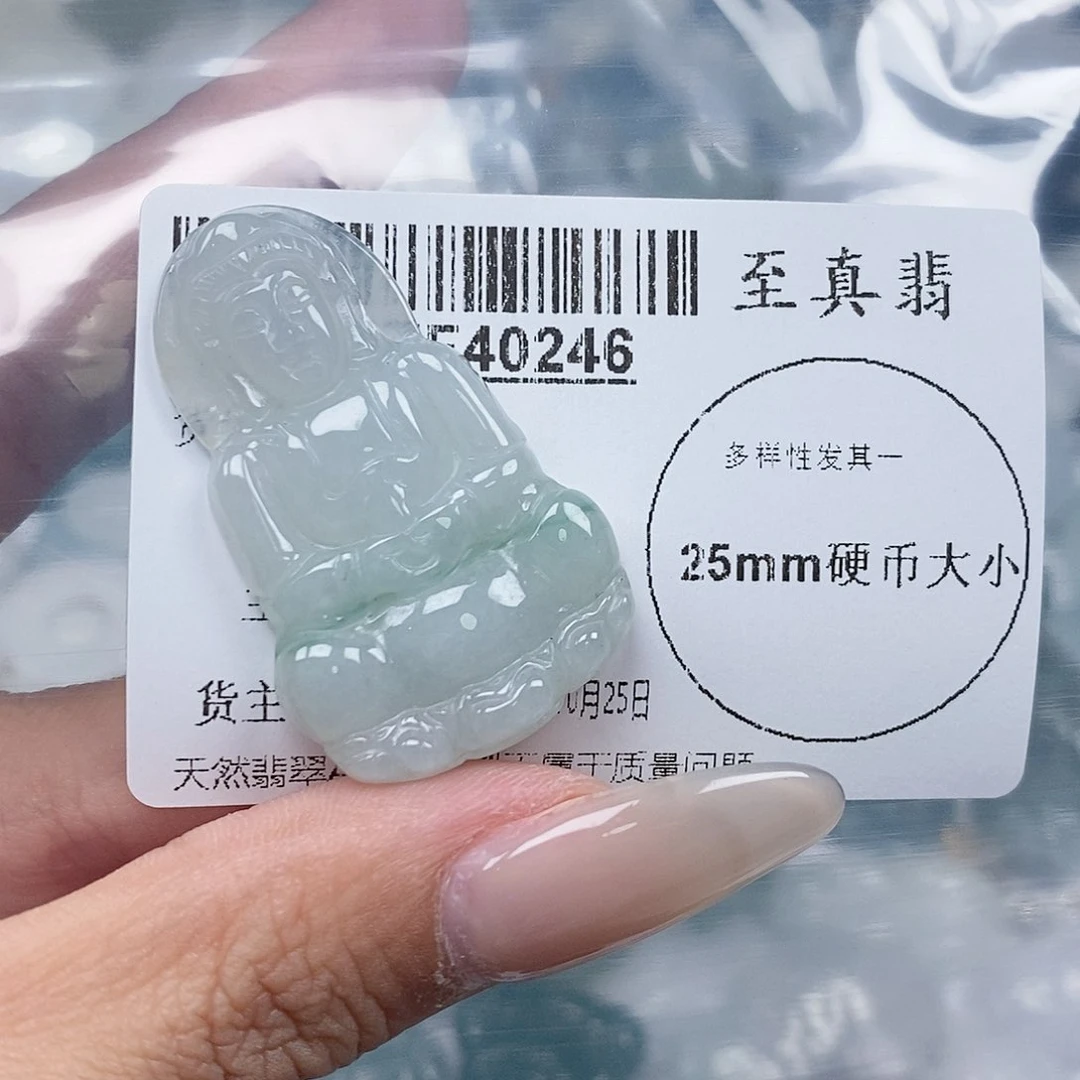 至真翡
40246
多样性发其一
25mm硬币大小
货主
0月25日
天然翡翠
属于质量问题